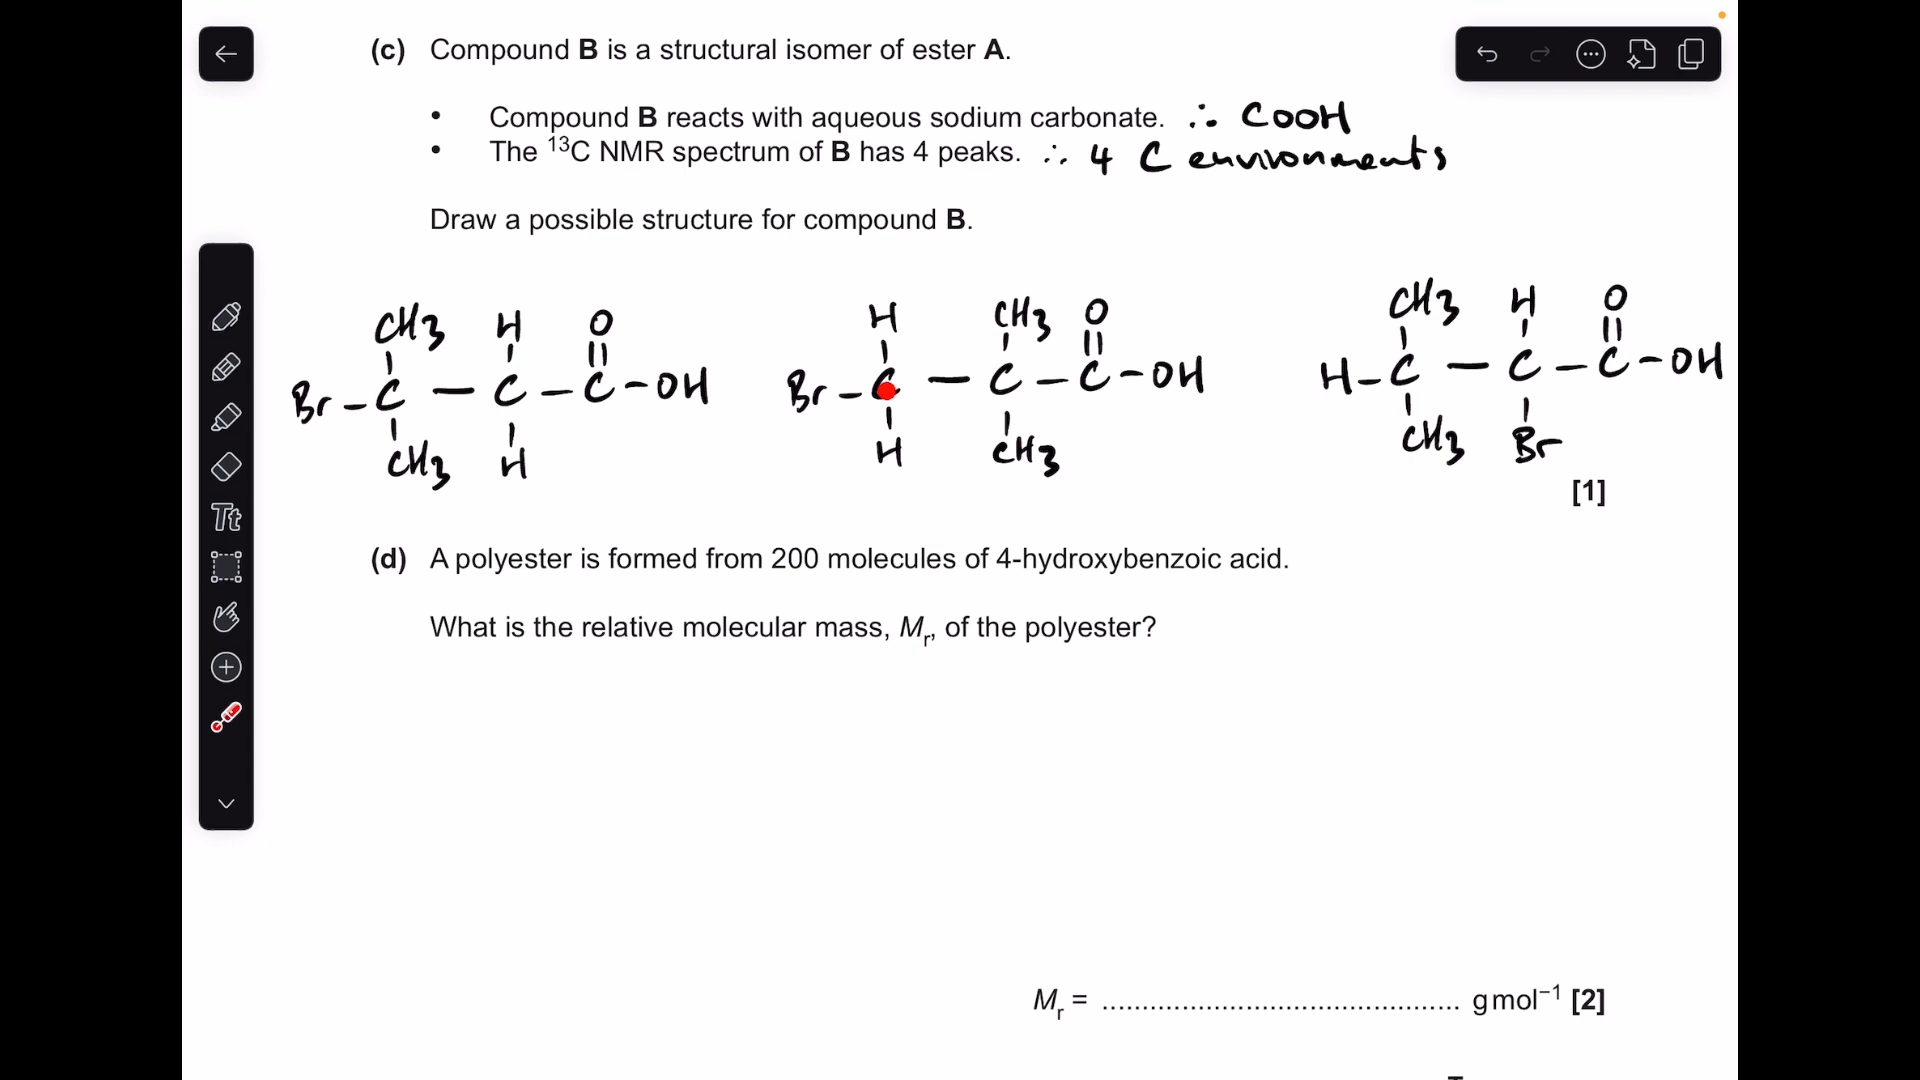 (c) Compound B is a structural isomer of ester A.
• Compound B reacts with aqueous sodium carbonate. ∴ COOH
• The ¹³C NMR spectrum of B has 4 peaks. ∴ 4 C environments
Draw a possible structure for compound B.
CH3 H O H CH3 O CH3 H O
Br – C – C – C – OH Br – C – C – C – OH H – C – C – C – OH
CH3 H H CH3 CH3 Br
[1]
(d) A polyester is formed from 200 molecules of 4-hydroxybenzoic acid.
What is the relative molecular mass, Mᵣ, of the polyester?
Mᵣ = ............................................. g mol⁻¹ [2]
Tt